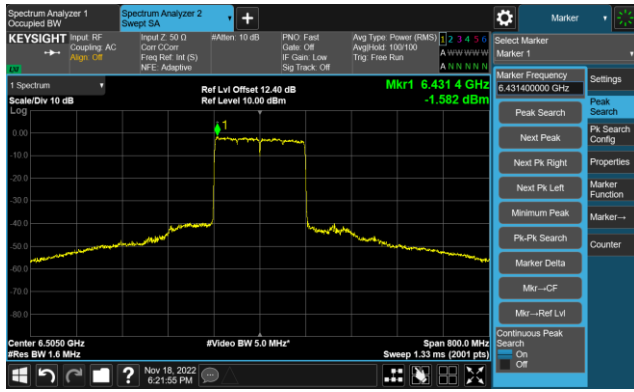 Spectrum Analyzer 1
Occupied BW
Spectrum Analyzer 2
Swept SA
Marker
KEYSIGHT
Input: RF
Coupling: AC
Align: Off
Input Z: 50 Ω
Corr CCorr
Freq Ref: Int (S)
NFE: Adaptive
#Atten: 10 dB
PNO: Fast
Gate: Off
IF Gain: Low
Sig Track: Off
Avg Type: Power (RMS)
Avg|Hold: 100/100
Trig: Free Run
1 2 3 4 5 6
A W W W W W
A N N N N N
Select Marker
Marker 1
1 Spectrum
Scale/Div 10 dB
Log
Ref Lvl Offset 12.40 dB
Ref Level 10.00 dBm
Mkr1 6.431 4 GHz
-1.582 dBm
1
0.00
-10.0
-20.0
-30.0
-40.0
-50.0
-60.0
-70.0
-80.0
Center 6.5050 GHz
#Res BW 1.6 MHz
#Video BW 5.0 MHz*
Span 800.0 MHz
Sweep 1.33 ms (2001 pts)
Marker Frequency
6.431400000 GHz
Peak Search
Next Peak
Next Pk Right
Next Pk Left
Minimum Peak
Pk-Pk Search
Marker Delta
Mkr→CF
Mkr→Ref Lvl
Continuous Peak
Search
On
Off
Settings
Peak
Search
Pk Search
Config
Properties
Marker
Function
Marker→
Counter
?
Nov 18, 2022
6:21:55 PM